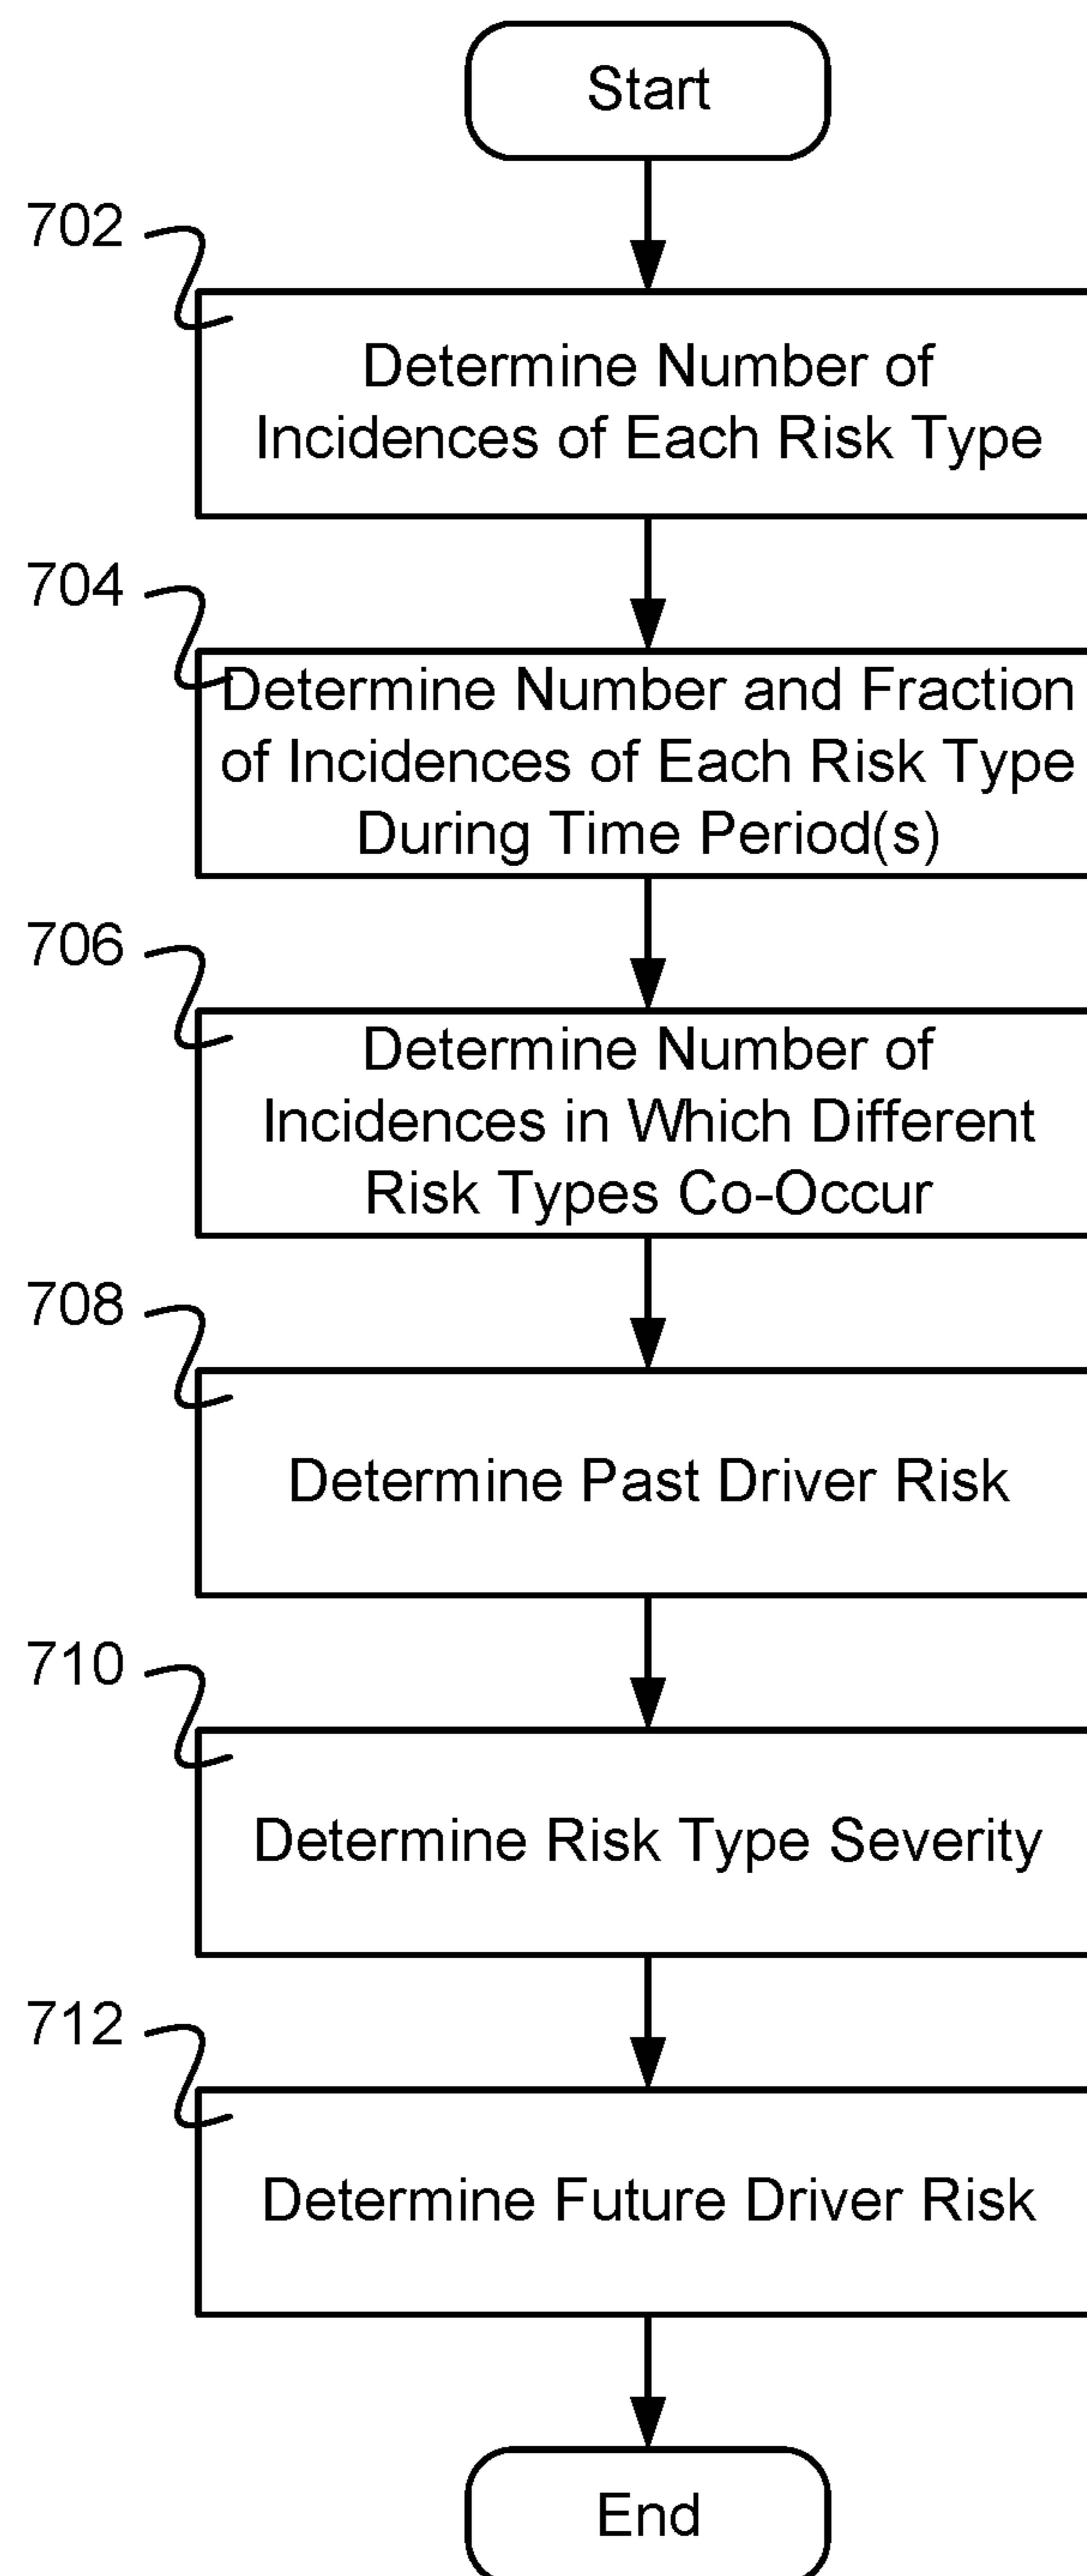 Start
702
Determine Number of
Incidences of Each Risk Type
704
Determine Number and Fraction
of Incidences of Each Risk Type
During Time Period(s)
706
Determine Number of
Incidences in Which Different
Risk Types Co-Occur
708
Determine Past Driver Risk
710
Determine Risk Type Severity
712
Determine Future Driver Risk
End